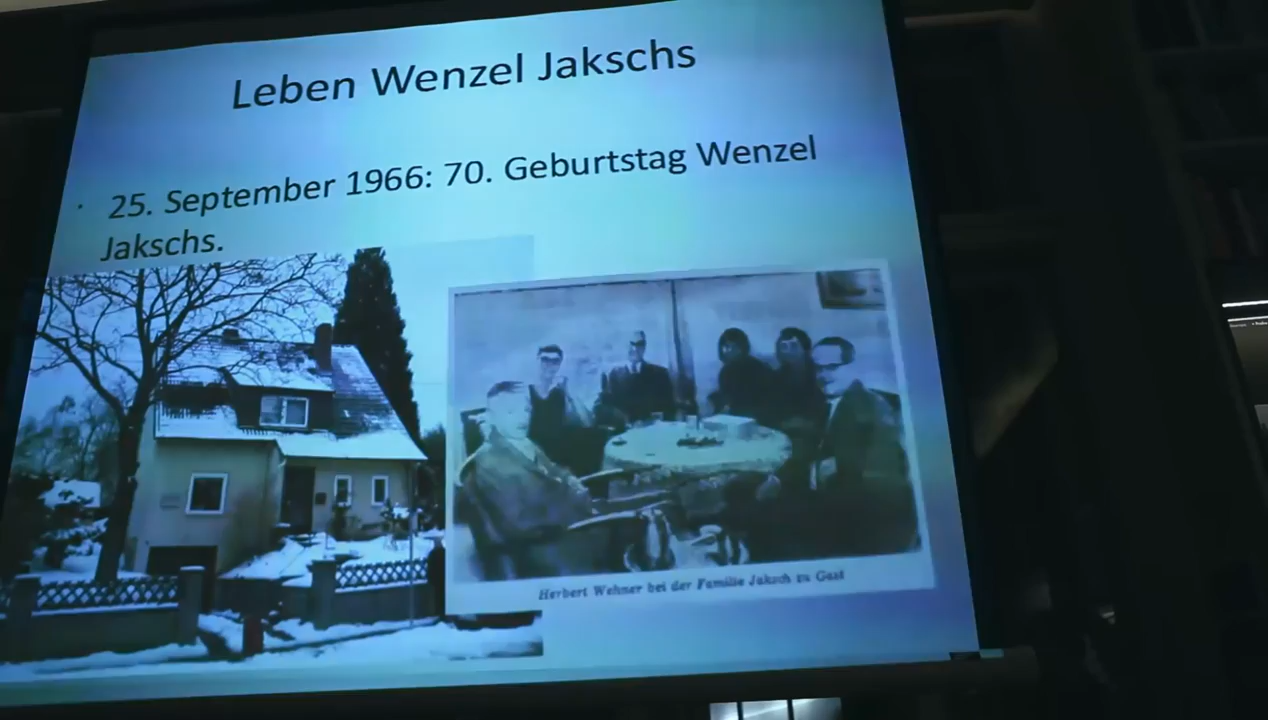 Leben Wenzel Jakschs
· 25. September 1966: 70. Geburtstag Wenzel
Jakschs.
Herbert Wehner bei der Familie Jaksch zu Gast